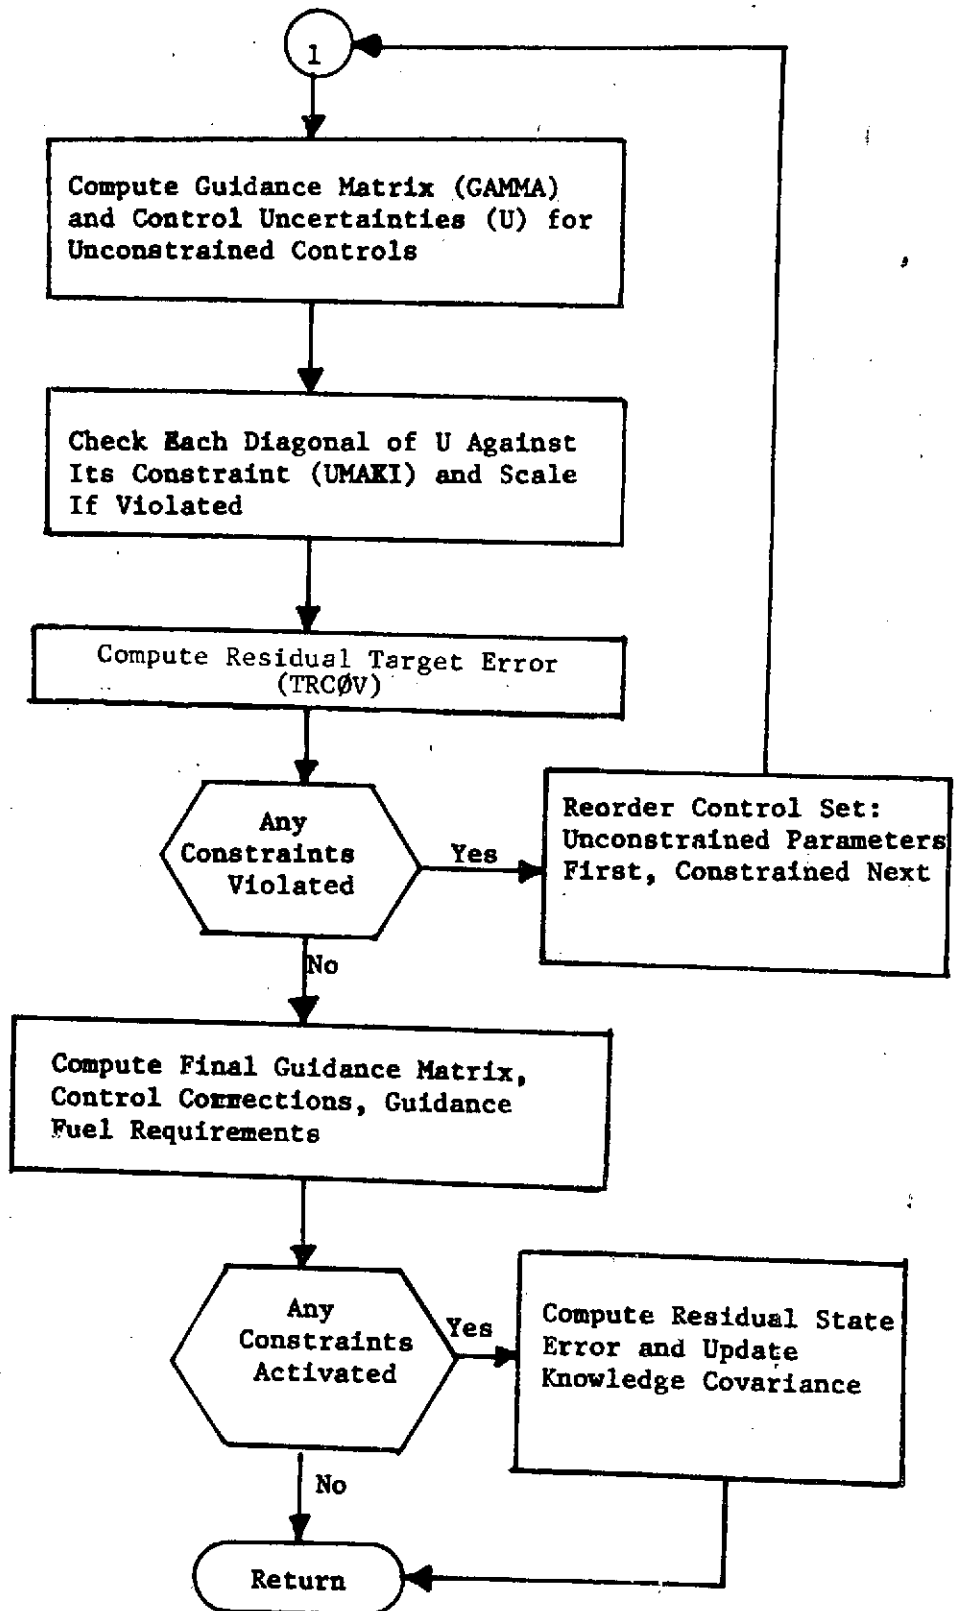 1
Compute Guidance Matrix (GAMMA)
and Control Uncertainties (U) for
Unconstrained Controls
Check Each Diagonal of U Against
Its Constraint (UMAXI) and Scale
If Violated
Compute Residual Target Error
(TRCØV)
Any
Constraints
Violated
Yes
Reorder Control Set:
Unconstrained Parameters
First, Constrained Next
No
Compute Final Guidance Matrix,
Control Corrections, Guidance
Fuel Requirements
Any
Constraints
Activated
Yes
Compute Residual State
Error and Update
Knowledge Covariance
No
Return